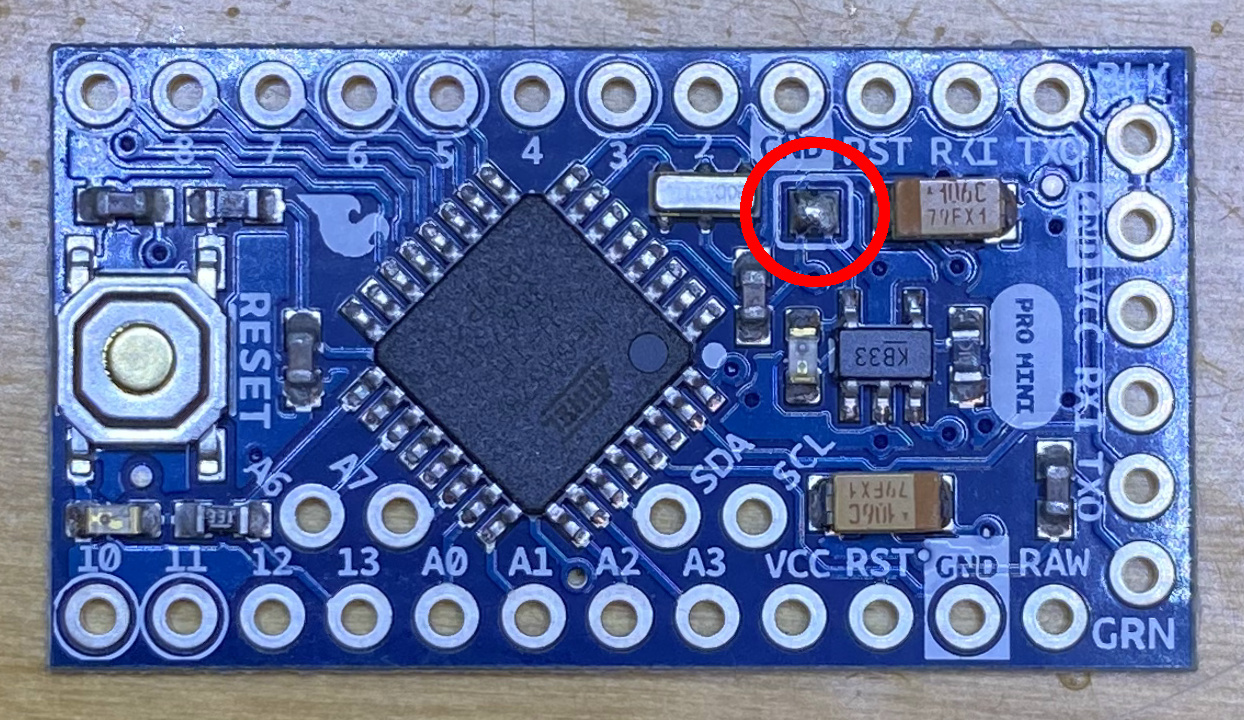 BLK
8 7 6 5 4 3 2 GND RST RXI TXO
106C
79FX1
GND
VCC
RESET
PRO MINI
KB33
RXI
A6 A7 SDA SCL
79FX1
106C
TXO
10 11 12 13 A0 A1 A2 A3 VCC RST GND RAW
GRN